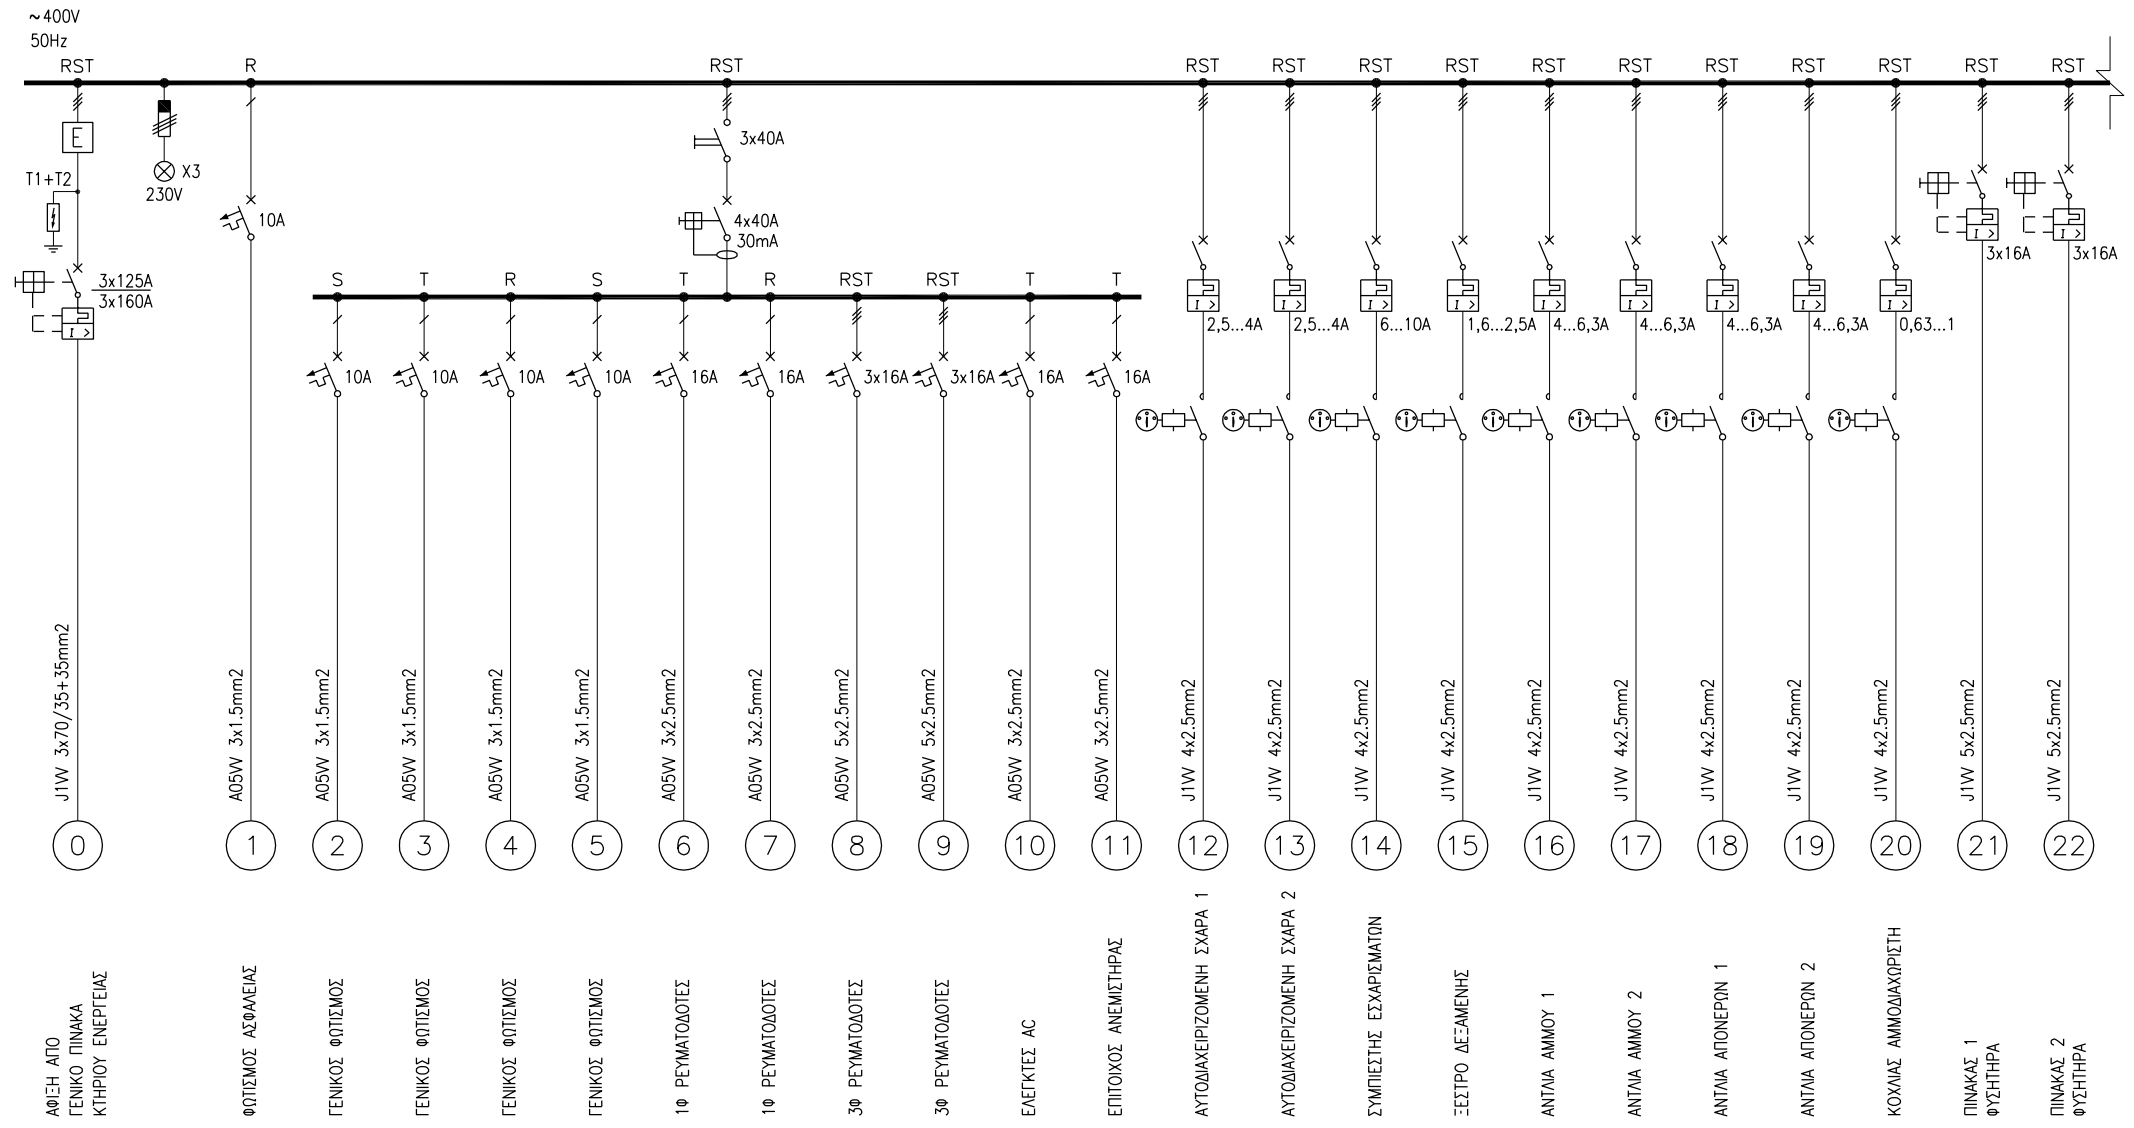 ~400V
50Hz
RST
R
RST
RST
RST
RST
RST
RST
RST
RST
RST
RST
RST
RST
E
X3
230V
T1+T2
10A
3x40A
4x40A
30mA
3x125A
3x160A
I >
3x16A
3x16A
S
T
R
S
T
R
RST
RST
T
T
I >
I >
I >
I >
I >
I >
I >
I >
I >
2,5...4A
2,5...4A
6...10A
1,6...2,5A
4...6,3A
4...6,3A
4...6,3A
4...6,3A
0,63...1
10A
10A
10A
10A
16A
16A
3x16A
3x16A
16A
16A
J1VV 3x70/35+35mm2
A05VV 3x1.5mm2
A05VV 3x1.5mm2
A05VV 3x1.5mm2
A05VV 3x1.5mm2
A05VV 3x1.5mm2
A05VV 3x2.5mm2
A05VV 3x2.5mm2
A05VV 5x2.5mm2
A05VV 5x2.5mm2
A05VV 3x2.5mm2
A05VV 3x2.5mm2
J1VV 4x2.5mm2
J1VV 4x2.5mm2
J1VV 4x2.5mm2
J1VV 4x2.5mm2
J1VV 4x2.5mm2
J1VV 4x2.5mm2
J1VV 4x2.5mm2
J1VV 4x2.5mm2
J1VV 4x2.5mm2
J1VV 5x2.5mm2
J1VV 5x2.5mm2
0
1
2
3
4
5
6
7
8
9
10
11
12
13
14
15
16
17
18
19
20
21
22
ΑΦΙΞΗ ΑΠΟ
ΓΕΝΙΚΟ ΠΙΝΑΚΑ
ΚΤΗΡΙΟΥ ΕΝΕΡΓΕΙΑΣ
ΦΩΤΙΣΜΟΣ ΑΣΦΑΛΕΙΑΣ
ΓΕΝΙΚΟΣ ΦΩΤΙΣΜΟΣ
ΓΕΝΙΚΟΣ ΦΩΤΙΣΜΟΣ
ΓΕΝΙΚΟΣ ΦΩΤΙΣΜΟΣ
ΓΕΝΙΚΟΣ ΦΩΤΙΣΜΟΣ
1Φ ΡΕΥΜΑΤΟΔΟΤΕΣ
1Φ ΡΕΥΜΑΤΟΔΟΤΕΣ
3Φ ΡΕΥΜΑΤΟΔΟΤΕΣ
3Φ ΡΕΥΜΑΤΟΔΟΤΕΣ
ΕΛΕΓΚΤΕΣ AC
ΕΠΙΤΟΙΧΟΣ ΑΝΕΜΙΣΤΗΡΑΣ
ΑΥΤΟΔΙΑΧΕΙΡΙΖΟΜΕΝΗ ΣΧΑΡΑ 1
ΑΥΤΟΔΙΑΧΕΙΡΙΖΟΜΕΝΗ ΣΧΑΡΑ 2
ΣΥΜΠΙΕΣΤΗΣ ΕΣΧΑΡΙΣΜΑΤΩΝ
ΞΕΣΤΡΟ ΔΕΞΑΜΕΝΗΣ
ΑΝΤΛΙΑ ΑΜΜΟΥ 1
ΑΝΤΛΙΑ ΑΜΜΟΥ 2
ΑΝΤΛΙΑ ΑΠΟΝΕΡΩΝ 1
ΑΝΤΛΙΑ ΑΠΟΝΕΡΩΝ 2
ΚΟΧΛΙΑΣ ΑΜΜΟΔΙΑΧΩΡΙΣΤΗ
ΠΙΝΑΚΑΣ 1
ΦΥΣΗΤΗΡΑ
ΠΙΝΑΚΑΣ 2
ΦΥΣΗΤΗΡΑ